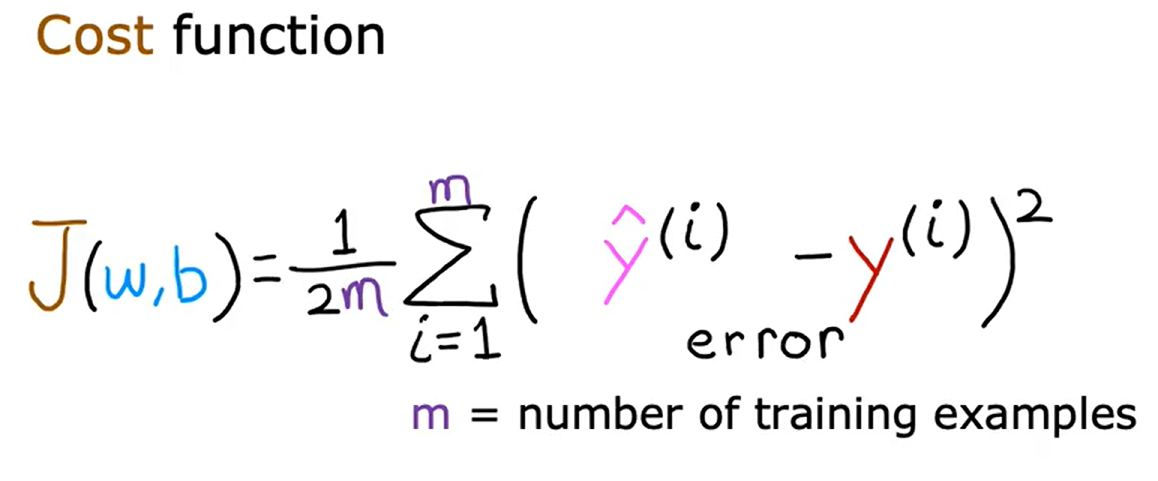 Cost function
J(w,b) = 1/2m m∑i=1 ( ŷ(i) - y(i) )²
error
m = number of training examples